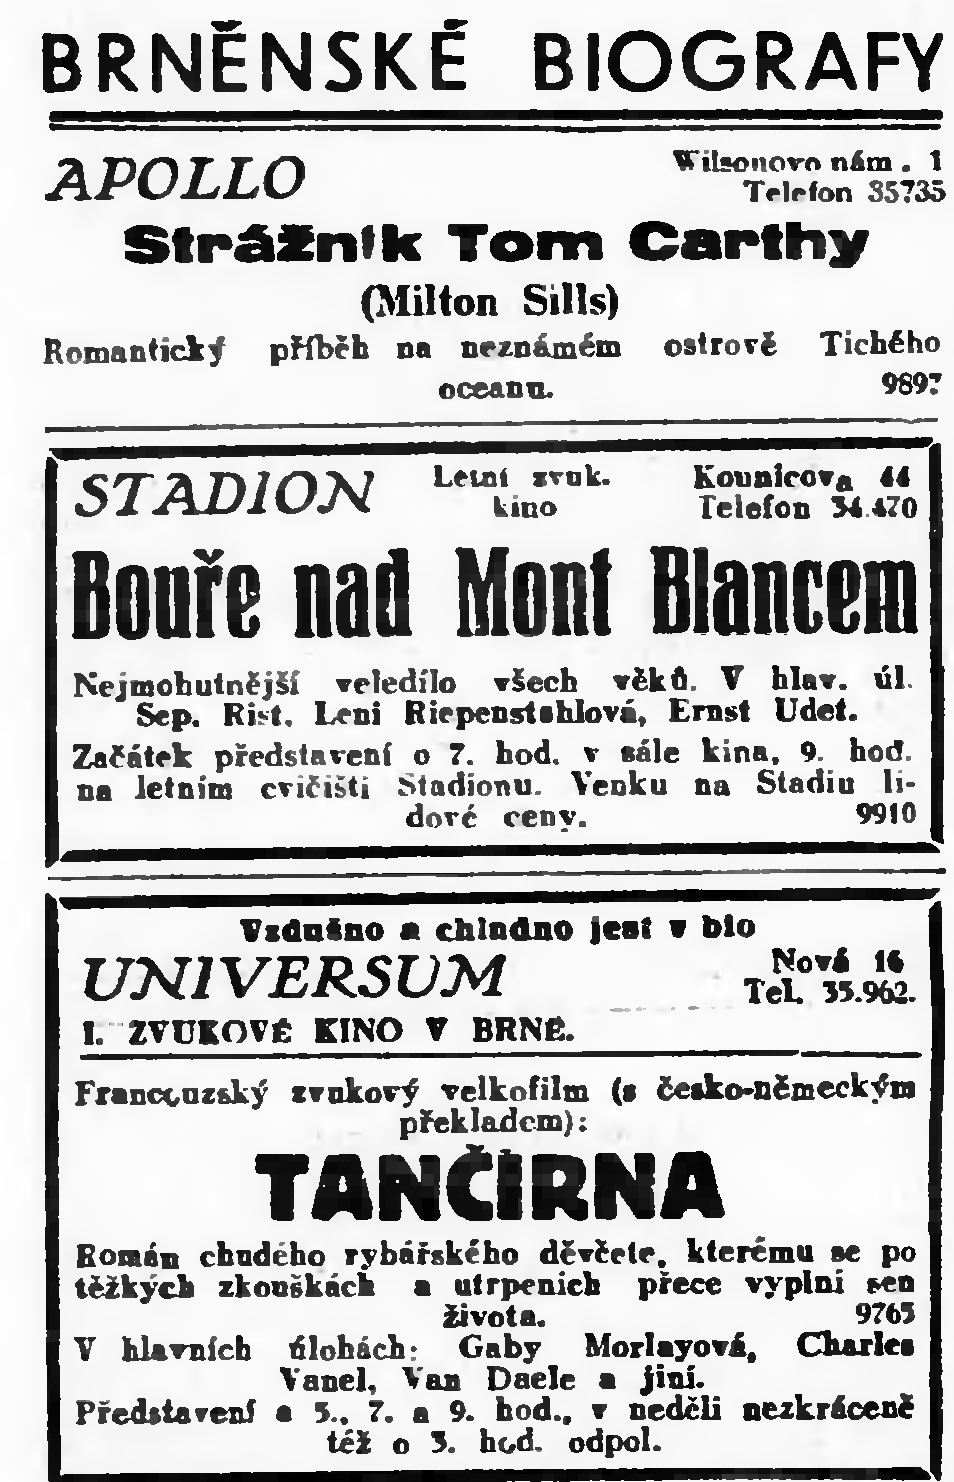 BRNĚNSKÉ BIOGRAFY
APOLLO
Wilsonovo nám. 1
Telefon 35735
Strážník Tom Carthy
(Milton Sills)
Romantický příběh na neznámém ostrově Tichého
oceanu. 9897
STADION
Letní zvuk.
kino
Kounicova 44
Telefon 34.470
Bouře nad Mont Blancem
Nejmohutnější veledílo všech věků. V hlav. úl.
Sep. Rist. Leni Riepenstahlová, Ernst Udet.
Začátek představení o 7. hod. v sále kina, 9. hod.
na letním cvičišti Stadionu. Venku na Stadiu li-
dové ceny. 9910
Vzdušno a chladno jest v bio
UNIVERSUM
Nová 16
Tel. 35.962.
I. ZVUKOVÉ KINO V BRNĚ.
Francouzský zvukový velkofilm (s česko-německým
překladem):
TANČÍRNA
Román chudého rybářského děvčete, kterému se po
těžkých zkouškách a utrpeních přece vyplní sen
života. 9765
V hlavních úlohách: Gaby Morlayová, Charles
Vanel, Van Daele a jiní.
Představení a 5., 7. a 9. hod., v neděli nezkráceně
též o 3. hod. odpol.